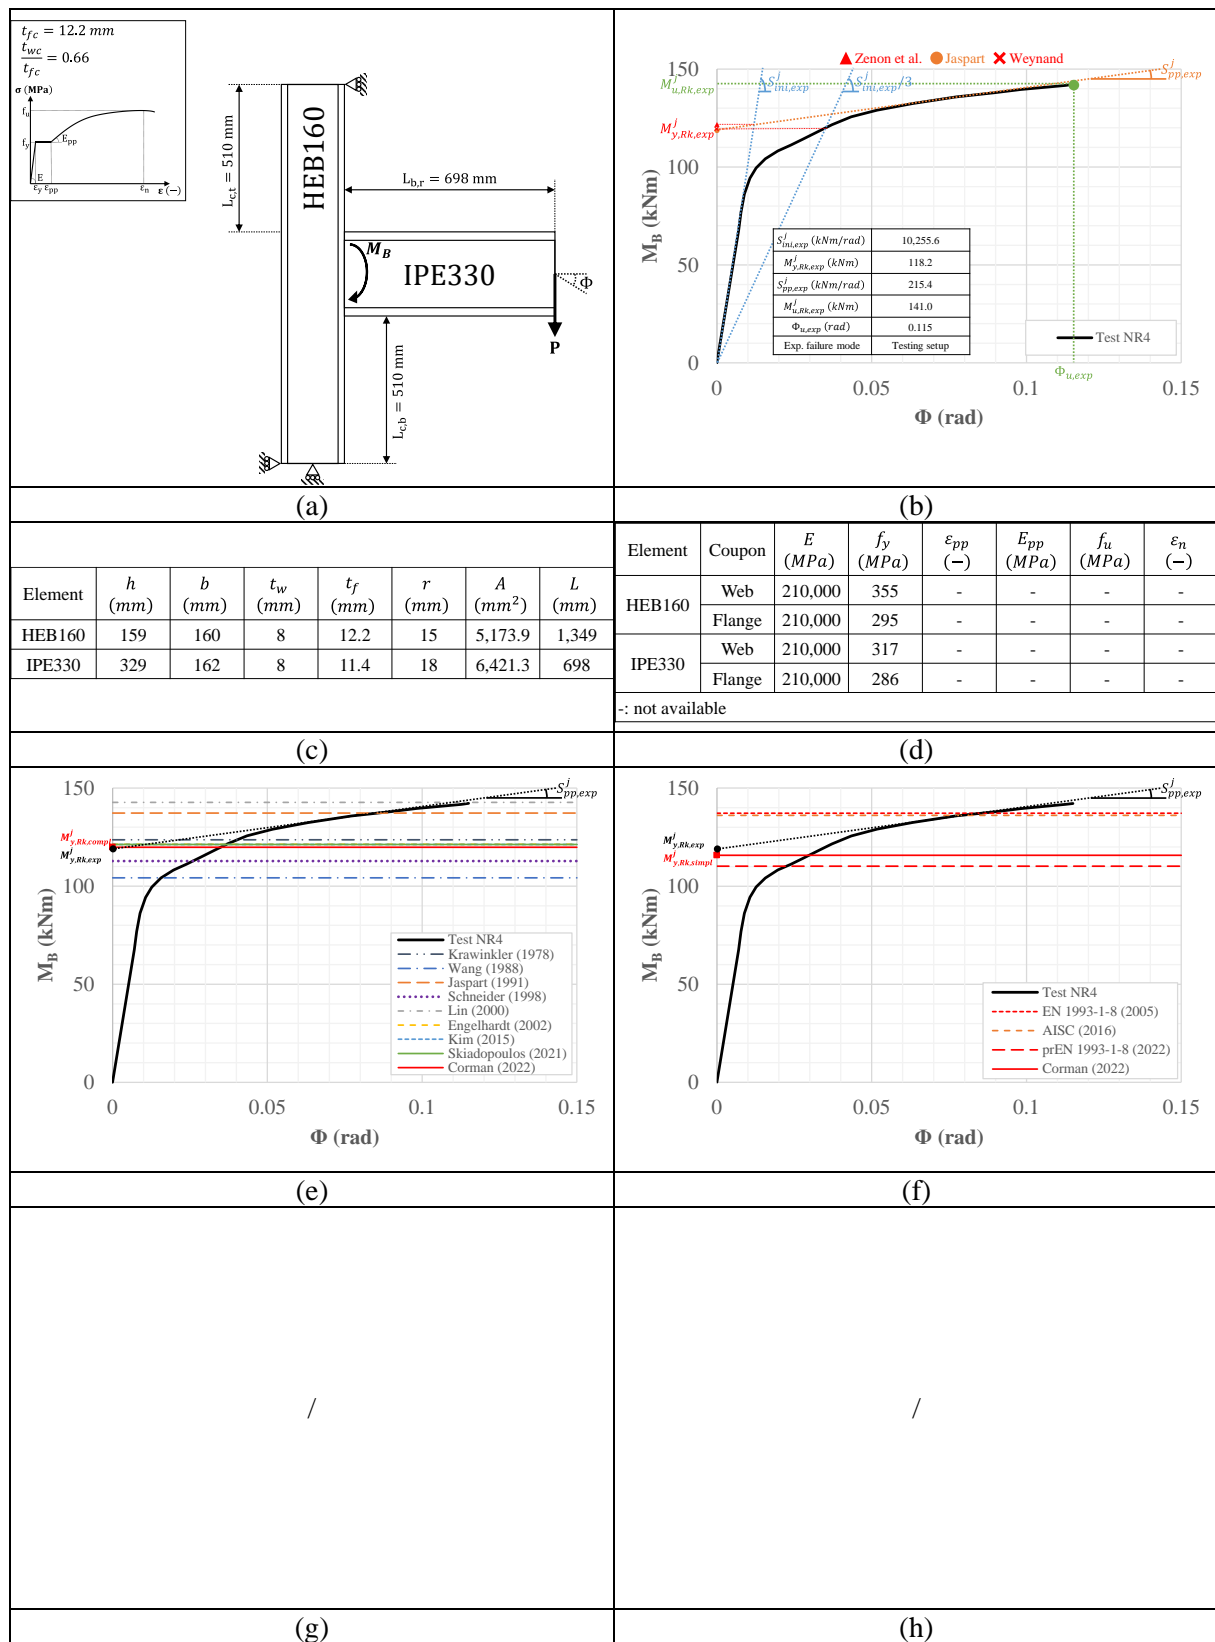 t_fc = 12.2 mm
t_wc/t_fc = 0.66
σ (MPa)
f_u
f_y
E_pp
E
ε_y ε_pp ε_n ε (−)
L_c,t = 510 mm
HEB160
L_b,r = 698 mm
M_B
IPE330
Φ
P
L_c,b = 510 mm
(a)
▲ Zenon et al. ● Jaspart ✕ Weynand
150
100
50
0
M^j_u,Rk,exp
M^j_y,Rk,exp
S^j_ini,exp
S^j_ini,exp/3
S^j_pp,exp
M_B (kNm)
S^j_ini,exp (kNm/rad) 10,255.6
M^j_y,Rk,exp (kNm) 118.2
S^j_pp,exp (kNm/rad) 215.4
M^j_u,Rk,exp (kNm) 141.0
Φ_u,exp (rad) 0.115
Exp. failure mode Testing setup
Test NR4
Φ_u,exp
0 0.05 0.1 0.15
Φ (rad)
(b)
Element h (mm) b (mm) t_w (mm) t_f (mm) r (mm) A (mm²) L (mm)
HEB160 159 160 8 12.2 15 5,173.9 1,349
IPE330 329 162 8 11.4 18 6,421.3 698
(c)
Element Coupon E (MPa) f_y (MPa) ε_pp (−) E_pp (MPa) f_u (MPa) ε_n (−)
HEB160 Web 210,000 355 - - - -
Flange 210,000 295 - - - -
IPE330 Web 210,000 317 - - - -
Flange 210,000 286 - - - -
-: not available
(d)
150
100
50
0
M^j_y,Rk,compl
M^j_y,Rk,exp
S^j_pp,exp
M_B (kNm)
Test NR4
Krawinkler (1978)
Wang (1988)
Jaspart (1991)
Schneider (1998)
Lin (2000)
Engelhardt (2002)
Kim (2015)
Skiadopoulos (2021)
Corman (2022)
0 0.05 0.1 0.15
Φ (rad)
(e)
150
100
50
0
M^j_y,Rk,exp
M^j_y,Rk,simpl
S^j_pp,exp
M_B (kNm)
Test NR4
EN 1993-1-8 (2005)
AISC (2016)
prEN 1993-1-8 (2022)
Corman (2022)
0 0.05 0.1 0.15
Φ (rad)
(f)
/
(g)
/
(h)